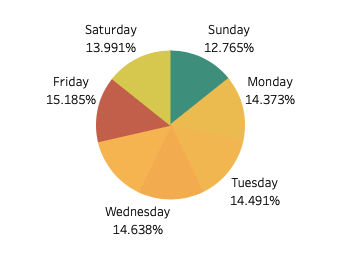 Saturday
13.991%
Sunday
12.765%
Friday
15.185%
Monday
14.373%
Tuesday
14.491%
Wednesday
14.638%